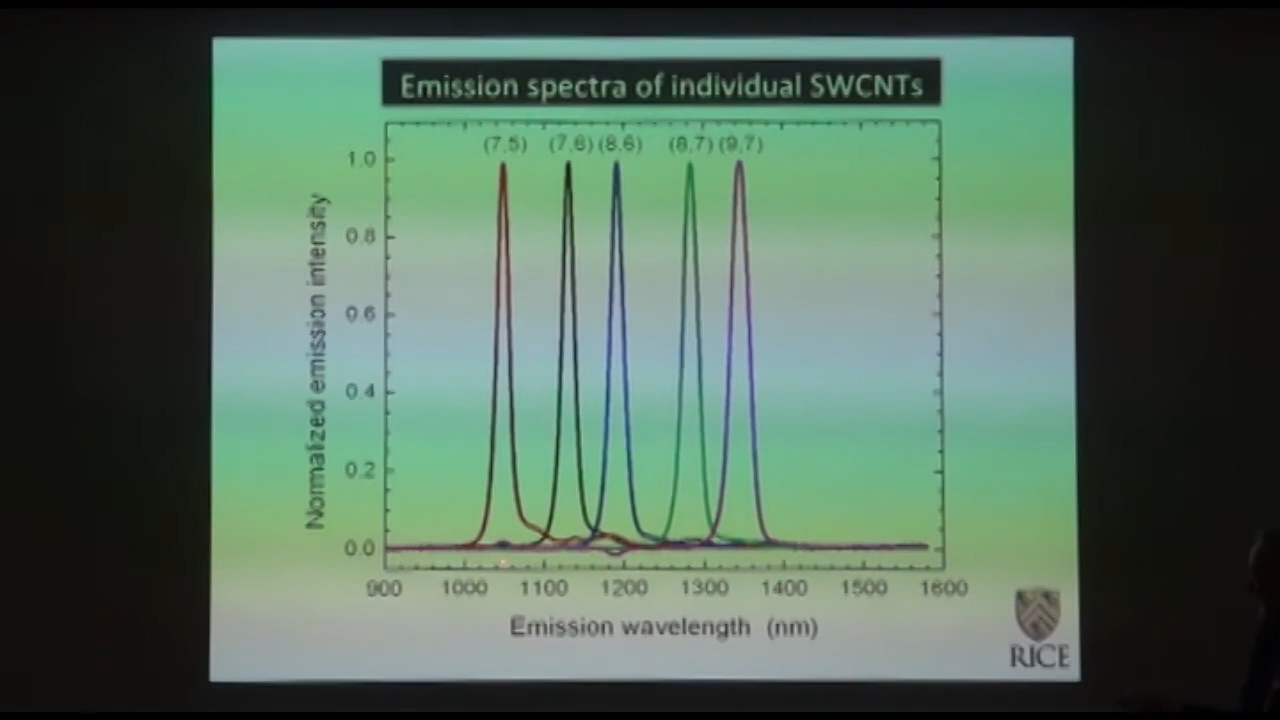 Emission spectra of individual SWCNTs
(7,5) (7,6) (8,6) (8,7) (9,7)
1.0
0.8
0.6
0.4
0.2
0.0
Normalized emission intensity
900 1000 1100 1200 1300 1400 1500 1600
Emission wavelength (nm)
RICE